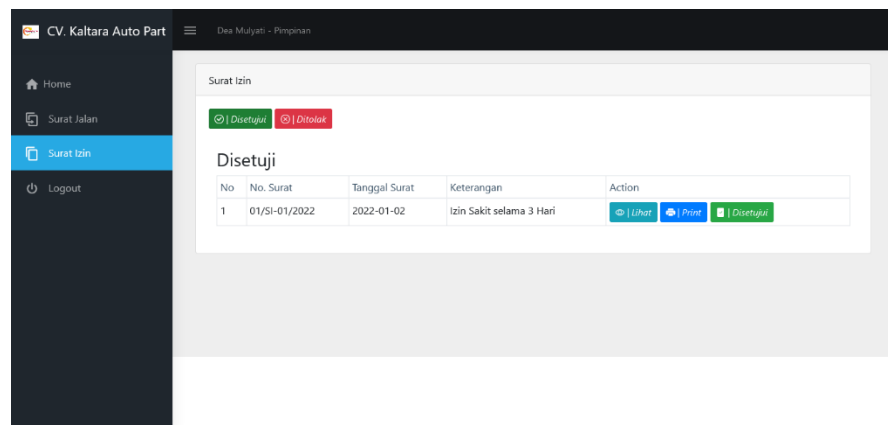 CV. Kaltara Auto Part
Dea Mulyati - Pimpinan
Home
Surat Jalan
Surat Izin
Logout
Surat Izin
| Disetujui | Ditolak
Disetuji
No No. Surat Tanggal Surat Keterangan Action
1 01/SI-01/2022 2022-01-02 Izin Sakit selama 3 Hari | Lihat | Print | Disetujui